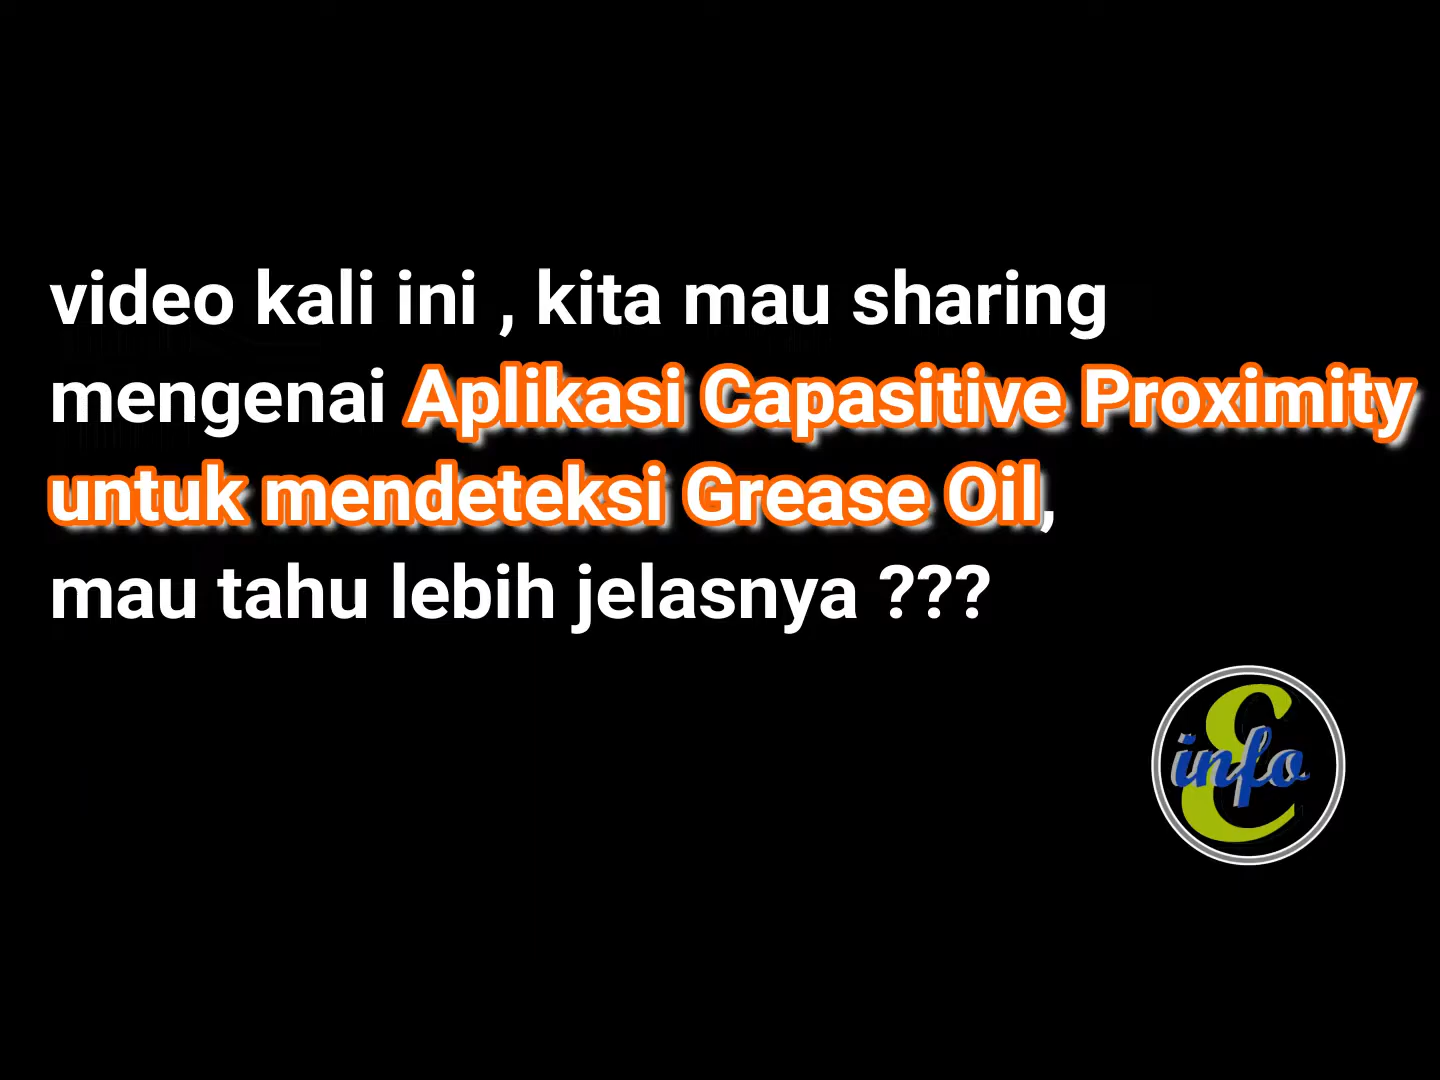 video kali ini , kita mau sharing
mengenai Aplikasi Capasitive Proximity
untuk mendeteksi Grease Oil,
mau tahu lebih jelasnya ???
E
info